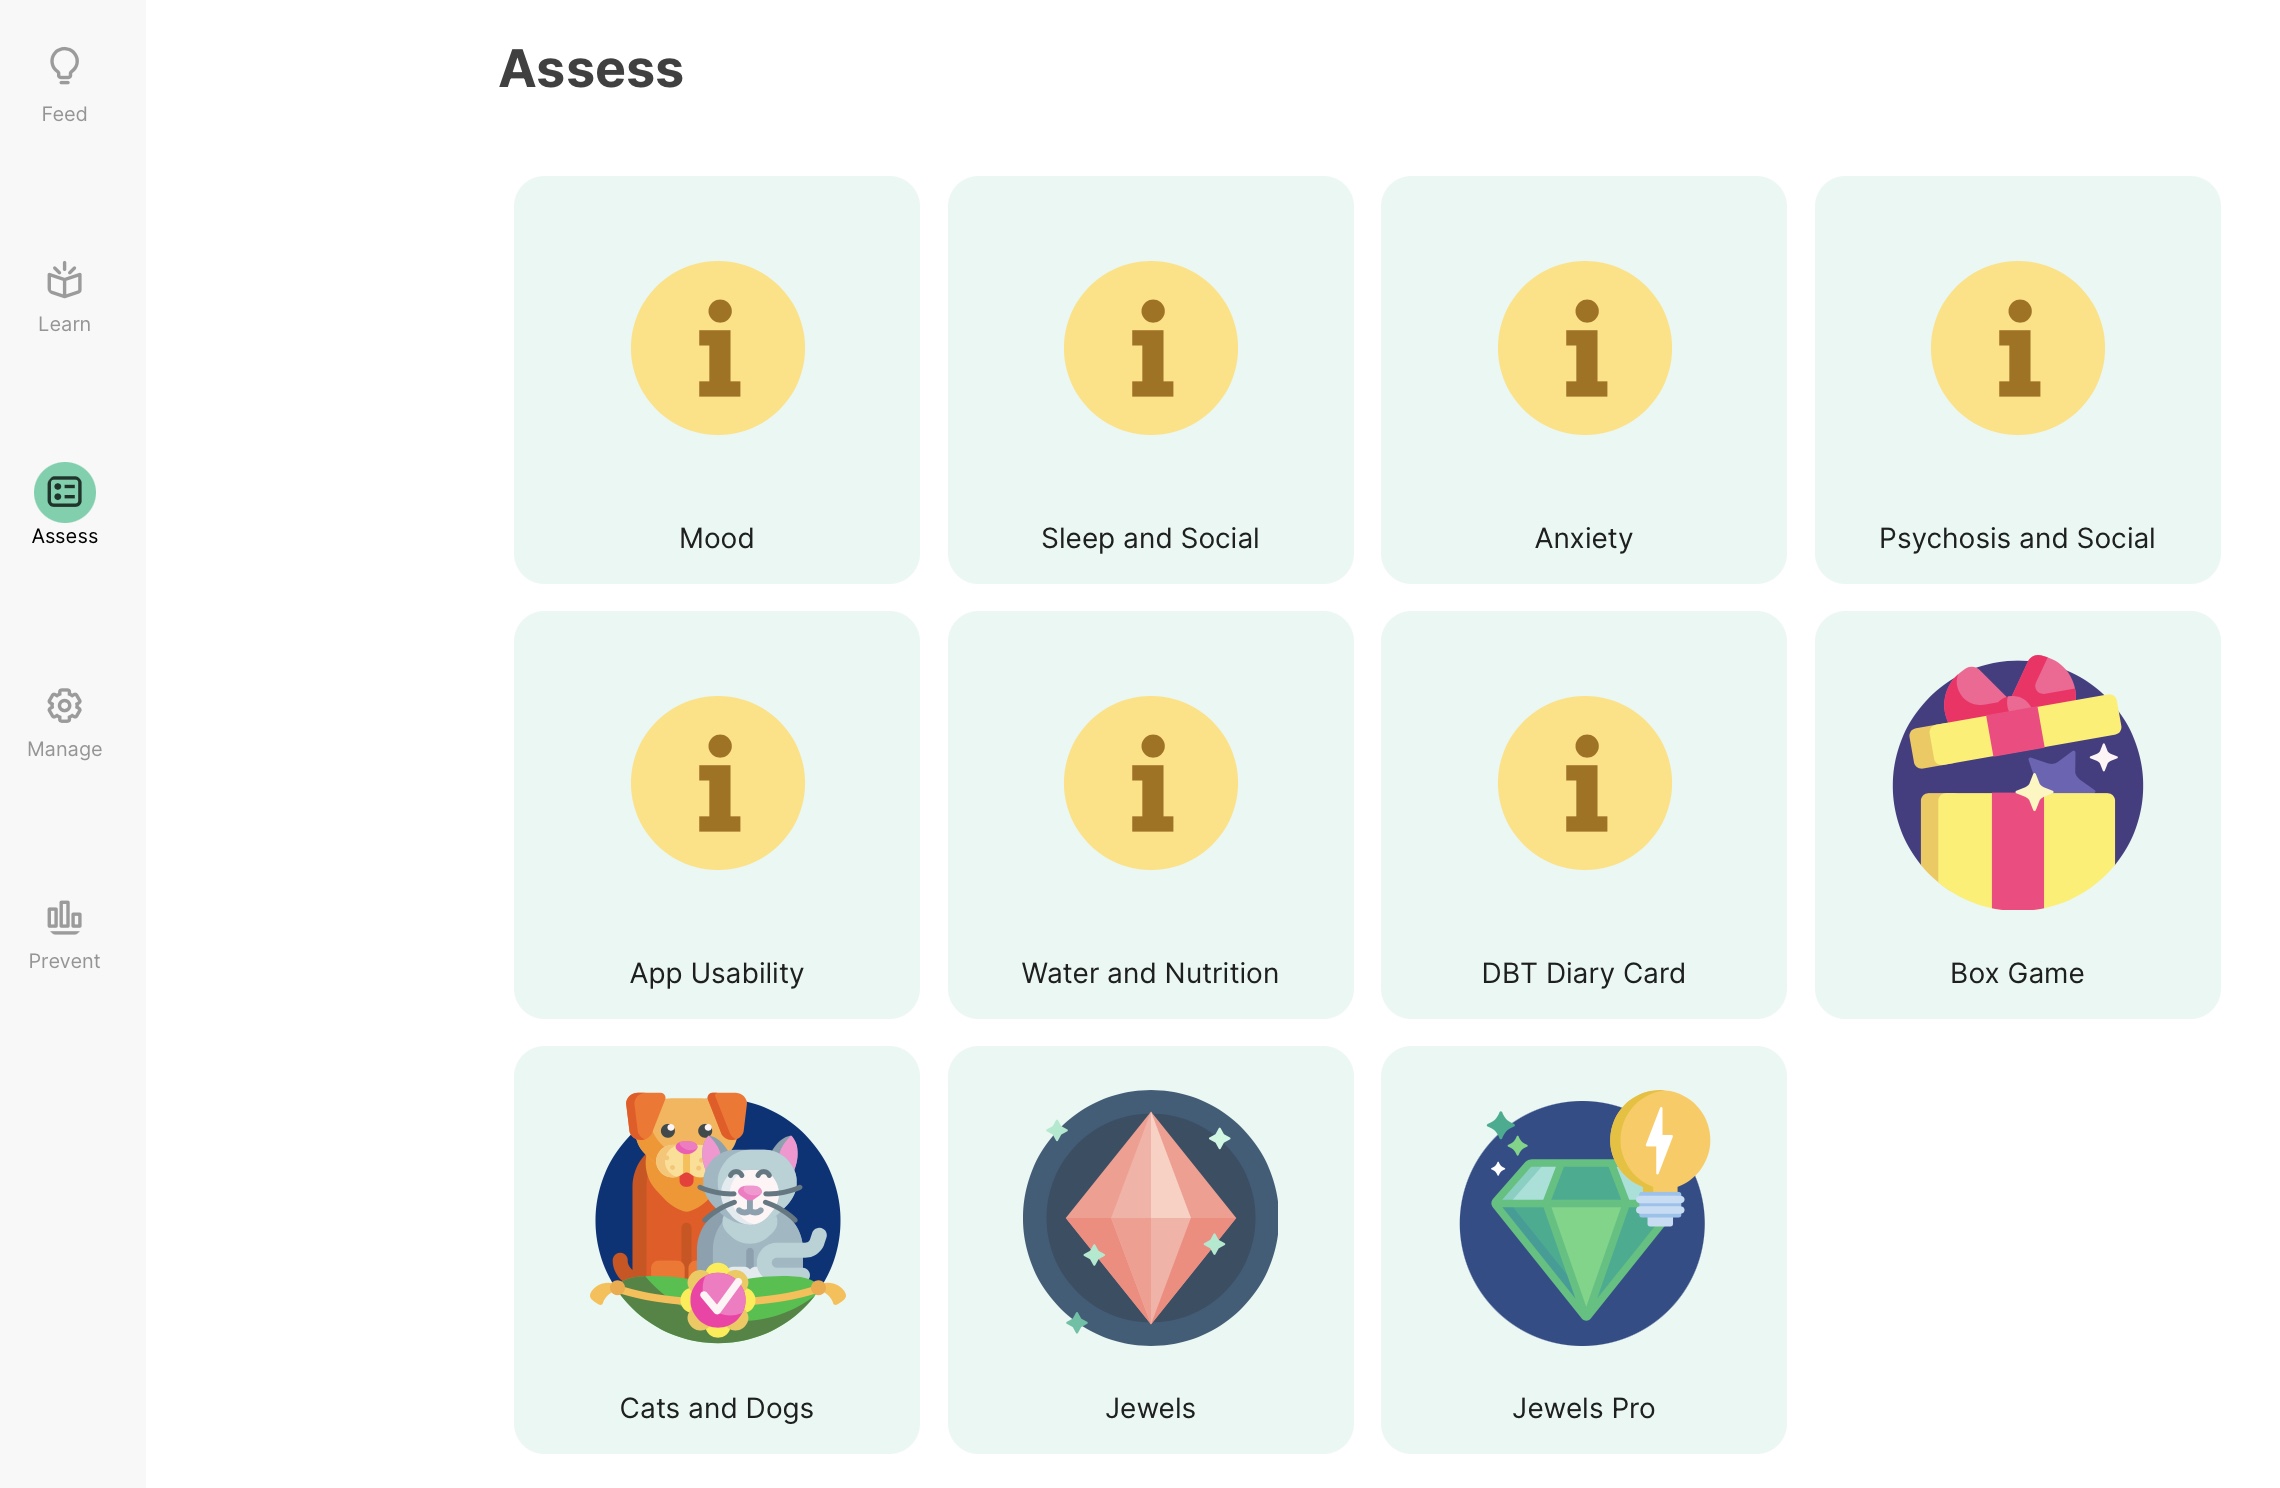 Assess
Feed
Learn
Assess
Manage
Prevent
Mood
Sleep and Social
Anxiety
Psychosis and Social
App Usability
Water and Nutrition
DBT Diary Card
Box Game
Cats and Dogs
Jewels
Jewels Pro